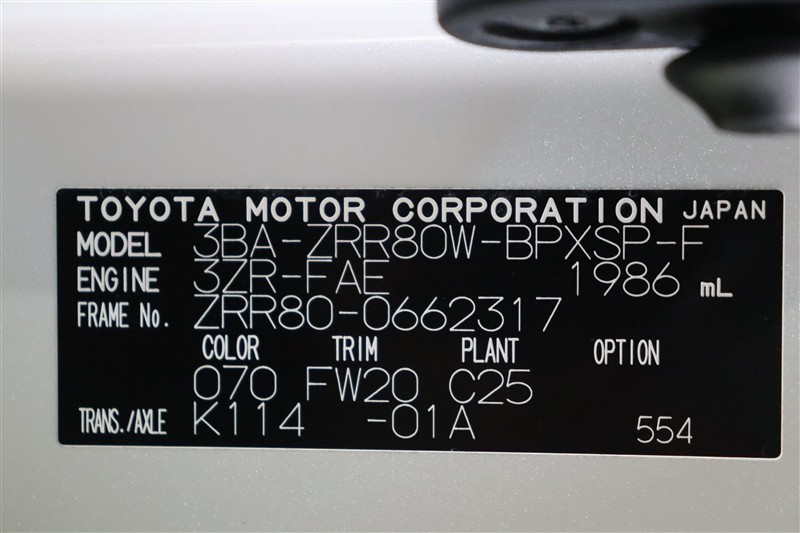 TOYOTA MOTOR CORPORATION JAPAN
MODEL 3BA-ZRR80W-BPXSP-F
ENGINE 3ZR-FAE 1986 mL
FRAME No. ZRR80-0662317
COLOR TRIM PLANT OPTION
070 FW20 C25
TRANS./AXLE K114 -01A 554